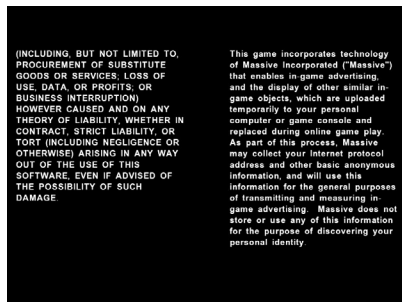 (INCLUDING, BUT NOT LIMITED TO,
PROCUREMENT OF SUBSTITUTE
GOODS OR SERVICES; LOSS OF
USE, DATA, OR PROFITS; OR
BUSINESS INTERRUPTION)
HOWEVER CAUSED AND ON ANY
THEORY OF LIABILITY, WHETHER IN
CONTRACT, STRICT LIABILITY, OR
TORT (INCLUDING NEGLIGENCE OR
OTHERWISE) ARISING IN ANY WAY
OUT OF THE USE OF THIS
SOFTWARE, EVEN IF ADVISED OF
THE POSSIBILITY OF SUCH
DAMAGE.
This game incorporates technology
of Massive Incorporated ("Massive")
that enables in-game advertising,
and the display of other similar in-
game objects, which are uploaded
temporarily to your personal
computer or game console and
replaced during online game play.
As part of this process, Massive
may collect your Internet protocol
address and other basic anonymous
information, and will use this
information for the general purposes
of transmitting and measuring in-
game advertising. Massive does not
store or use any of this information
for the purpose of discovering your
personal identity.